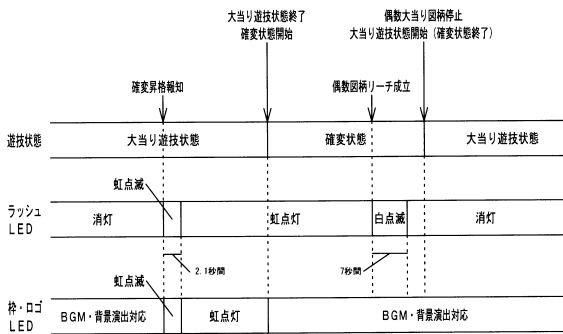 大当り遊技状態終了
確変状態開始
偶数大当り図柄停止
大当り遊技状態開始(確変状態終了)
確変昇格報知
偶数図柄リーチ成立
遊技状態
大当り遊技状態
確変状態
大当り遊技状態
虹点滅
ラッシュ
LED
消灯
虹点灯
白点滅
消灯
2.1秒間
7秒間
虹点滅
枠・ロゴ
LED
BGM・背景演出対応
虹点灯
BGM・背景演出対応